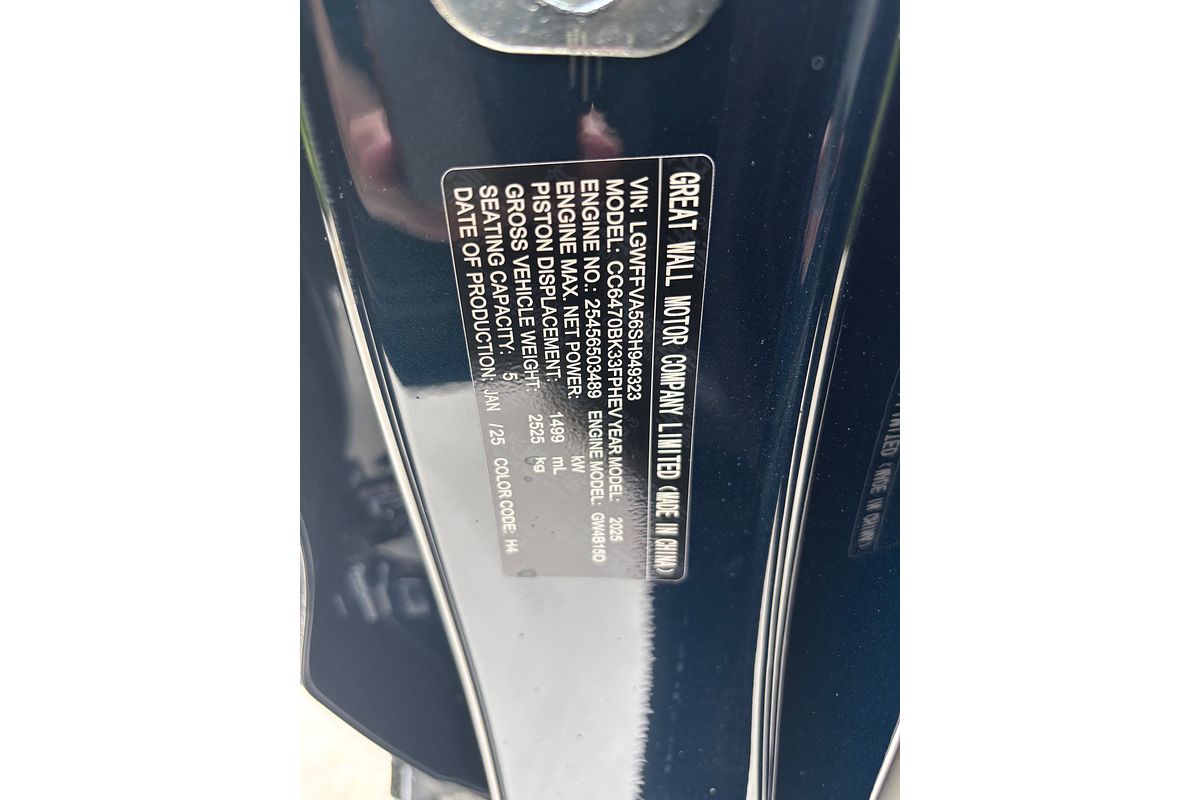 GREAT WALL MOTOR COMPANY LIMITED (MADE IN CHINA)
VIN: LGWFFVA56SH949323
MODEL: CC6470BK33FPHEV YEAR MODEL: 2025
ENGINE NO.: 25456503489 ENGINE MODEL: GW4B15D
ENGINE MAX. NET POWER: kW
PISTON DISPLACEMENT: 1499 mL
GROSS VEHICLE WEIGHT: 2525 kg
SEATING CAPACITY: 5
DATE OF PRODUCTION: JAN /25 COLOR CODE: H4